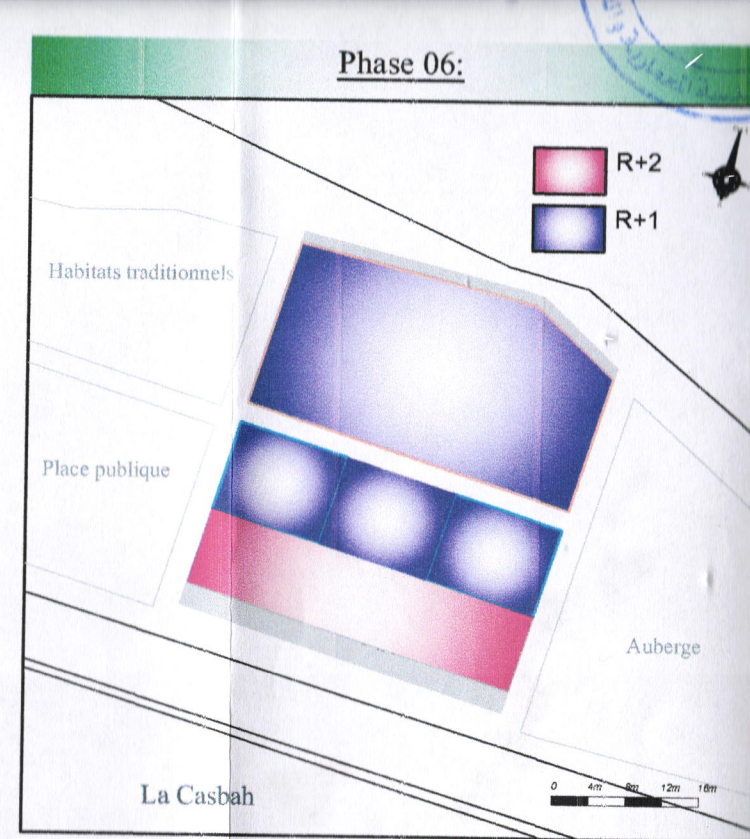 Phase 06:
R+2
R+1
Habitats traditionnels
Place publique
Auberge
La Casbah
0 4m 8m 12m 16m